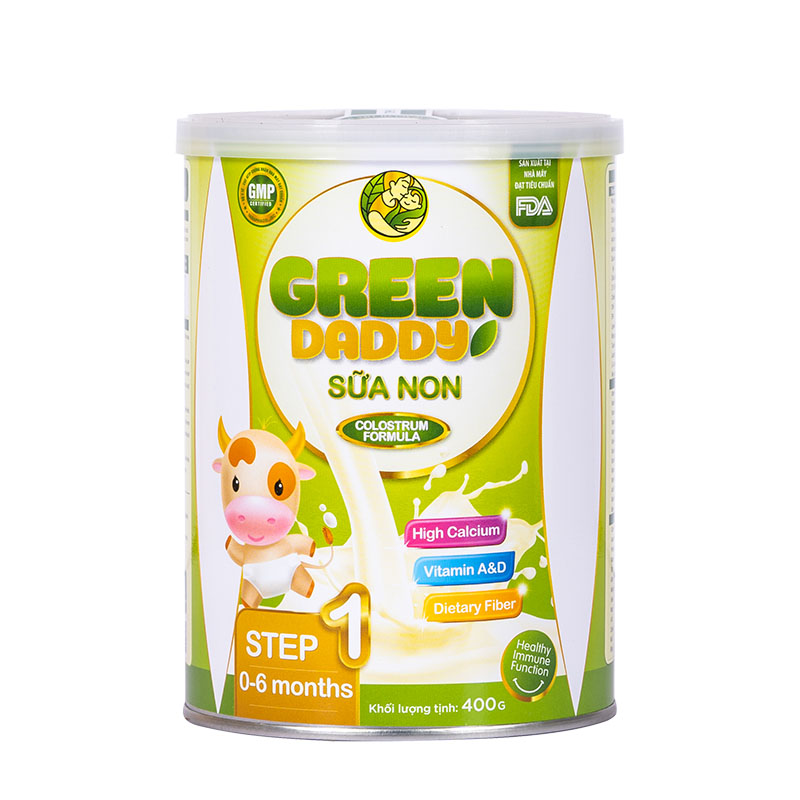 GMP
CERTIFIED
SẢN XUẤT TẠI
NHÀ MÁY
ĐẠT TIÊU CHUẨN
FDA
GREEN
DADDY
SỮA NON
COLOSTRUM
FORMULA
High Calcium
Vitamin A&D
Dietary Fiber
STEP 1
0-6 months
Healthy
Immune
Function
Khối lượng tịnh: 400G